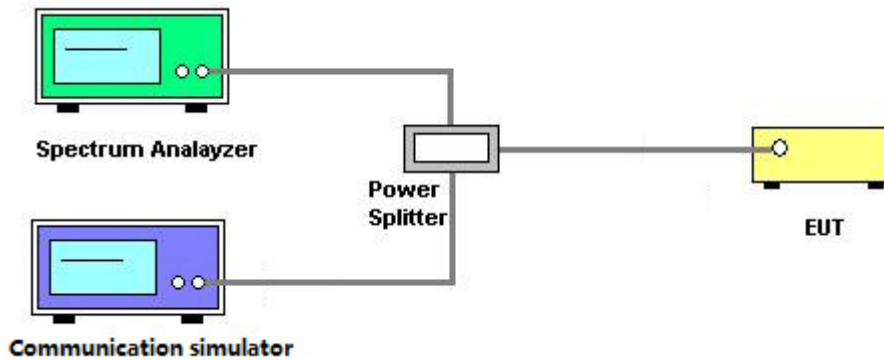 Spectrum Analayzer
Power
Splitter
EUT
Communication simulator